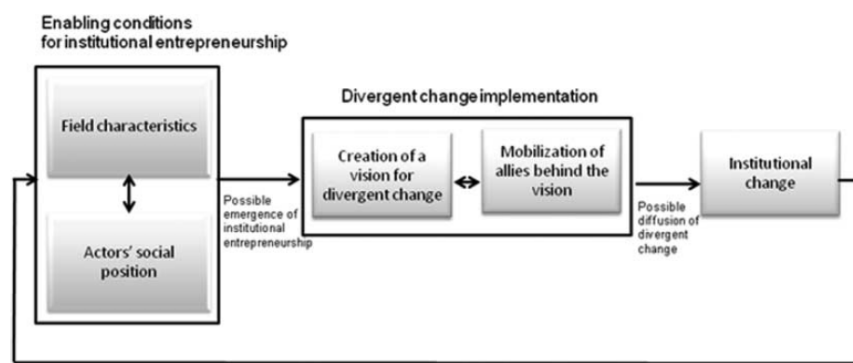 Enabling conditions
for institutional entrepreneurship
Field characteristics
Actors' social
position
Possible
emergence of
institutional
entrepreneurship
Divergent change implementation
Creation of a
vision for
divergent change
Mobilization of
allies behind the
vision
Possible
diffusion of
divergent
change
Institutional
change